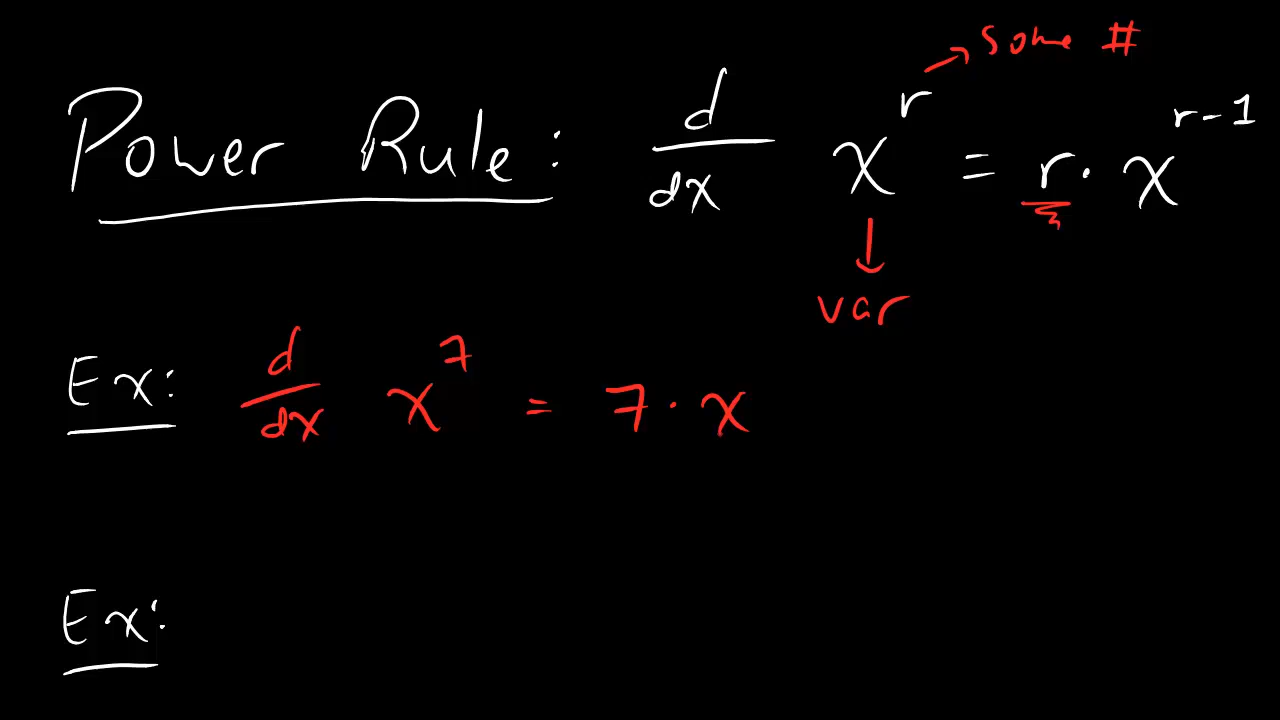 Power Rule: d/dx x^r = r · x^(r-1)
→ some #
↓ var
Ex: d/dx x^7 = 7 · x
Ex: